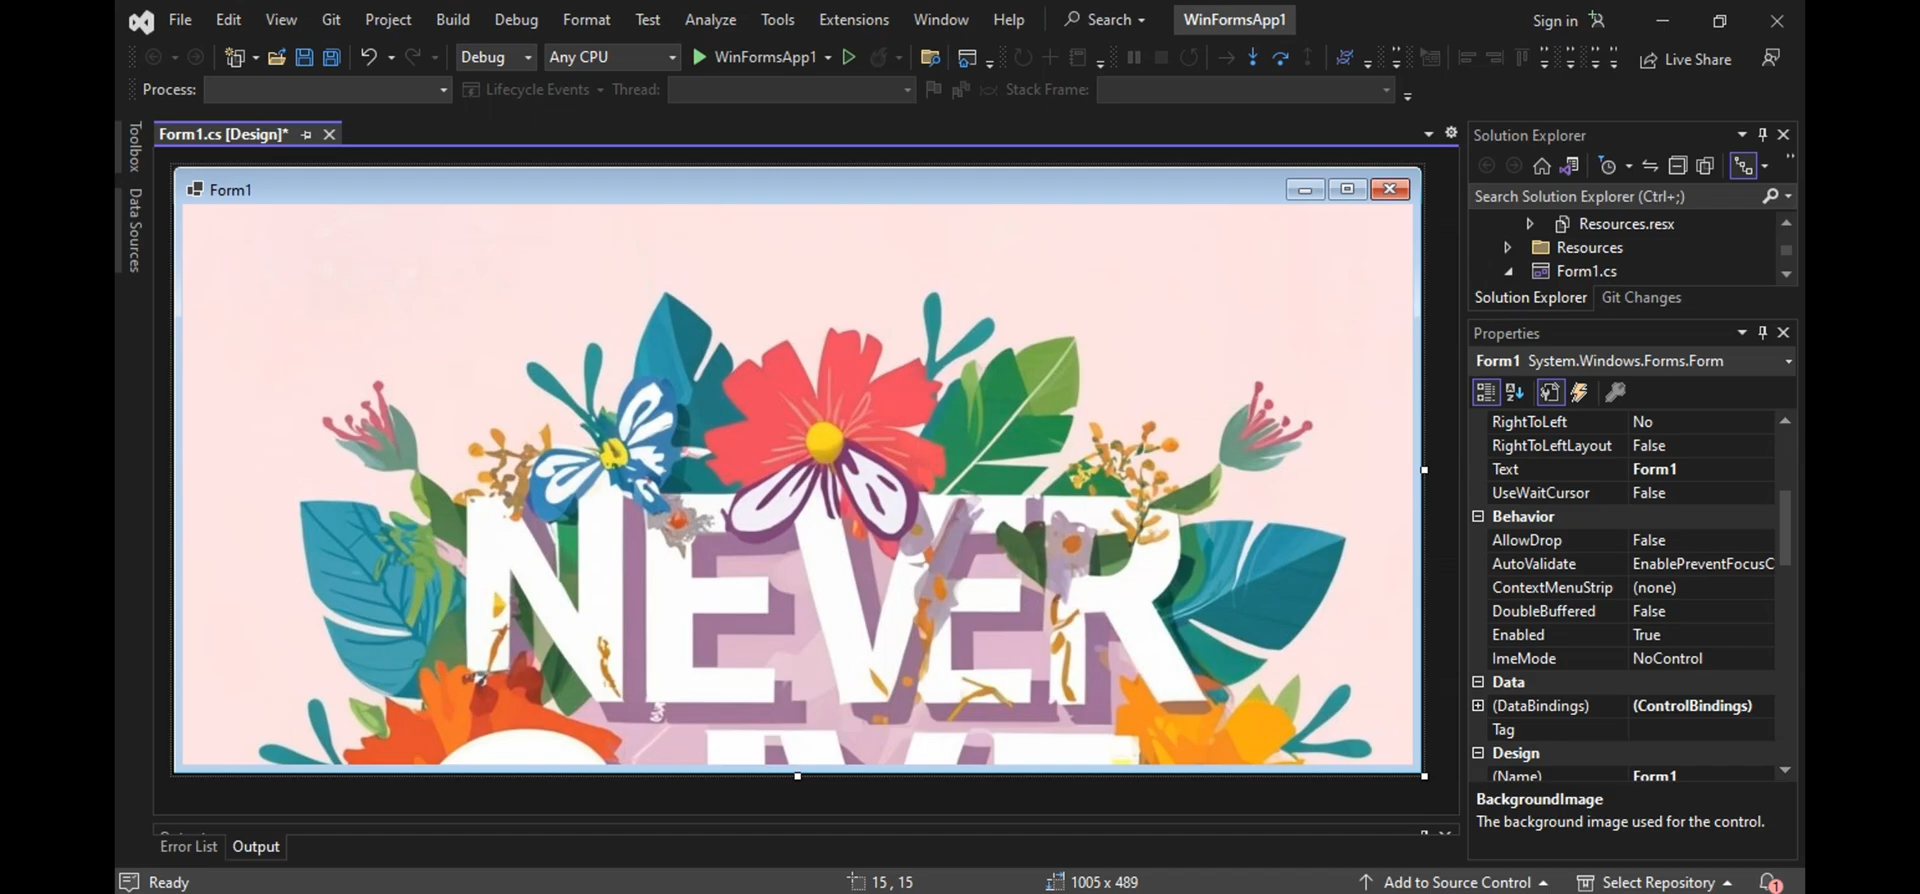 File Edit View Git Project Build Debug Format Test Analyze Tools Extensions Window Help Search WinFormsApp1 Sign in
Debug Any CPU WinFormsApp1 Live Share
Process: Lifecycle Events Thread: Stack Frame:
Toolbox
Data Sources
Form1.cs [Design]*
Form1
NEVER
Error List Output
Solution Explorer
Search Solution Explorer (Ctrl+;)
Resources.resx
Resources
Form1.cs
Solution Explorer Git Changes
Properties
Form1 System.Windows.Forms.Form
RightToLeft No
RightToLeftLayout False
Text Form1
UseWaitCursor False
Behavior
AllowDrop False
AutoValidate EnablePreventFocusC
ContextMenuStrip (none)
DoubleBuffered False
Enabled True
ImeMode NoControl
Data
(DataBindings) (ControlBindings)
Tag
Design
(Name) Form1
BackgroundImage
The background image used for the control.
Ready 15 , 15 1005 x 489 Add to Source Control Select Repository 1